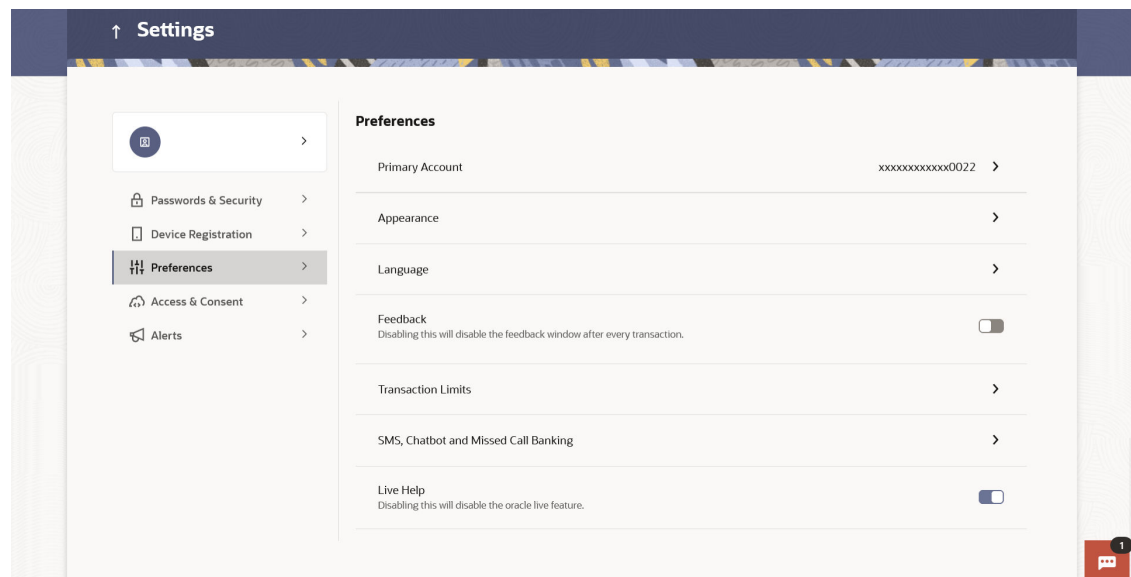 Settings
Preferences
Primary Account xxxxxxxxxxxx0022
Passwords & Security
Appearance
Device Registration
Preferences
Language
Access & Consent
Feedback
Disabling this will disable the feedback window after every transaction.
Alerts
Transaction Limits
SMS, Chatbot and Missed Call Banking
Live Help
Disabling this will disable the oracle live feature.
1